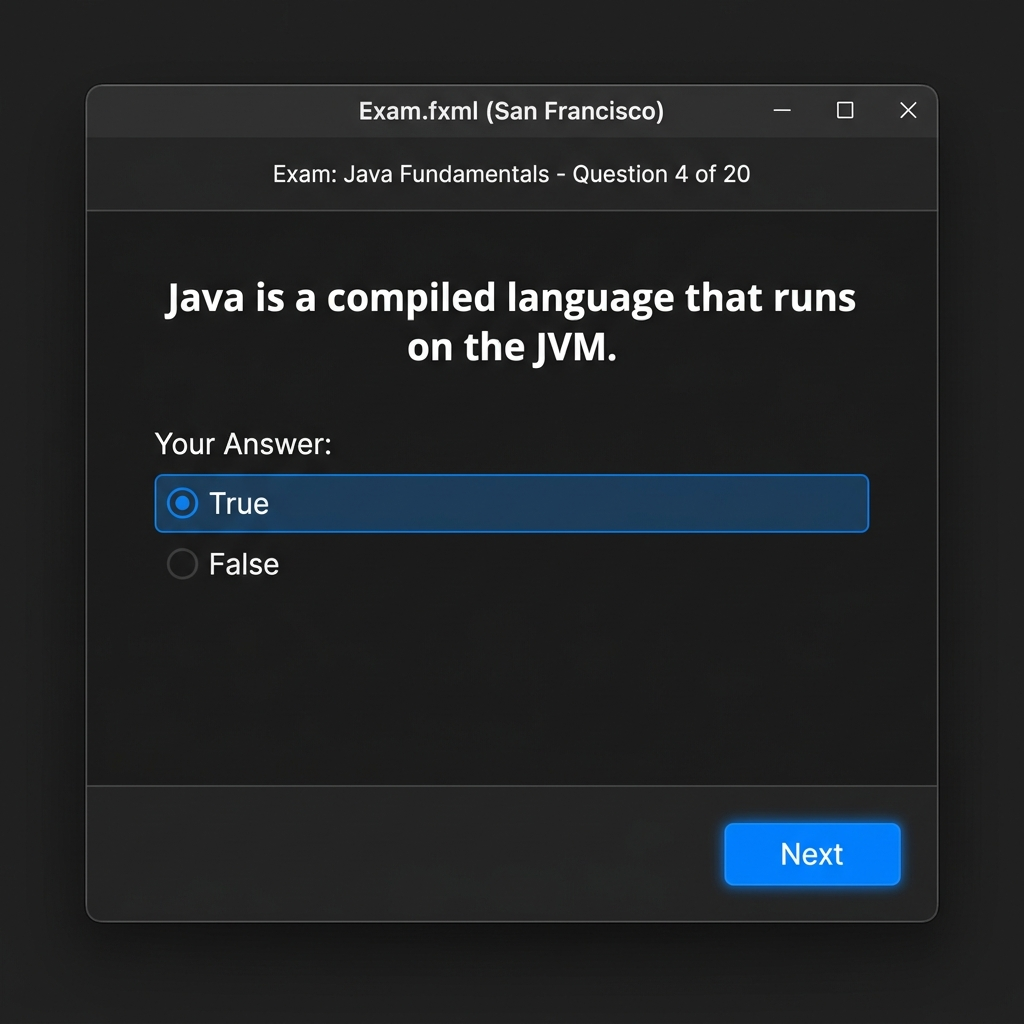 Exam.fxml (San Francisco)
Exam: Java Fundamentals - Question 4 of 20
Java is a compiled language that runs
on the JVM.
Your Answer:
True
False
Next